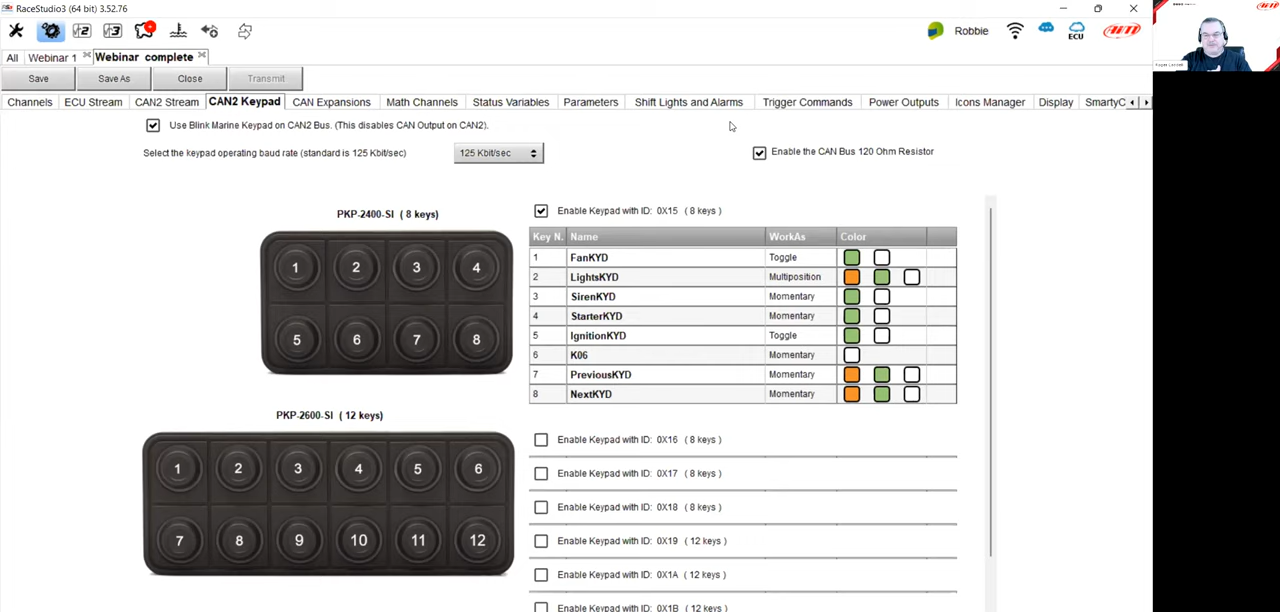 RaceStudio3 (64 bit) 3.52.76
Robbie
ECU
All Webinar 1 Webinar complete
Save Save As Close Transmit
Channels ECU Stream CAN2 Stream CAN2 Keypad CAN Expansions Math Channels Status Variables Parameters Shift Lights and Alarms Trigger Commands Power Outputs Icons Manager Display SmartyC
Use Blink Marine Keypad on CAN2 Bus. (This disables CAN Output on CAN2).
Select the keypad operating baud rate (standard is 125 Kbit/sec) 125 Kbit/sec Enable the CAN Bus 120 Ohm Resistor
PKP-2400-SI ( 8 keys)
1 2 3 4
5 6 7 8
PKP-2600-SI ( 12 keys)
1 2 3 4 5 6
7 8 9 10 11 12
Enable Keypad with ID: 0X15 ( 8 keys )
Key N. Name WorkAs Color
1 FanKYD Toggle
2 LightsKYD Multiposition
3 SirenKYD Momentary
4 StarterKYD Momentary
5 IgnitionKYD Toggle
6 K06 Momentary
7 PreviousKYD Momentary
8 NextKYD Momentary
Enable Keypad with ID: 0X16 ( 8 keys )
Enable Keypad with ID: 0X17 ( 8 keys )
Enable Keypad with ID: 0X18 ( 8 keys )
Enable Keypad with ID: 0X19 ( 12 keys )
Enable Keypad with ID: 0X1A ( 12 keys )
Enable Keypad with ID: 0X1B ( 12 keys )